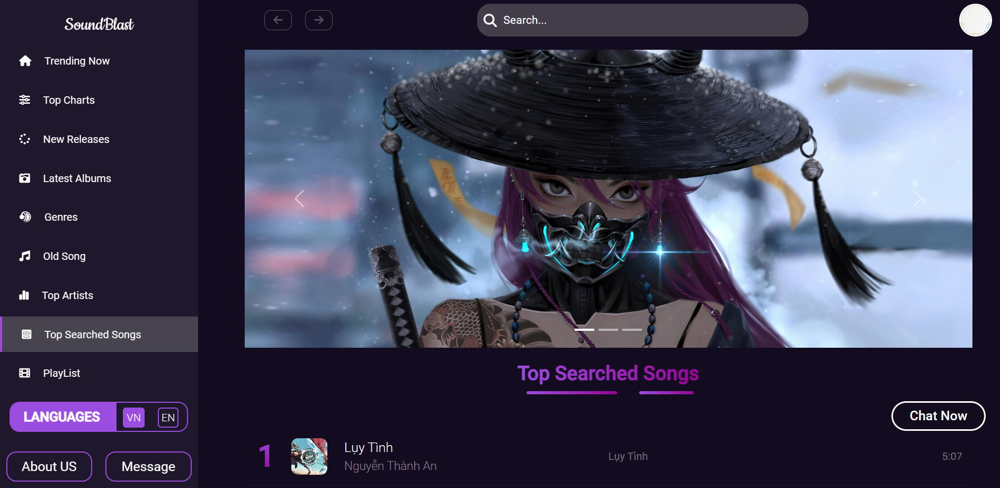 SoundBlast
Trending Now
Top Charts
New Releases
Latest Albums
Genres
Old Song
Top Artists
Top Searched Songs
PlayList
LANGUAGES VN EN
About US Message
Search...
Top Searched Songs
Chat Now
1 Lụy Tình Lụy Tình 5:07
Nguyễn Thành An